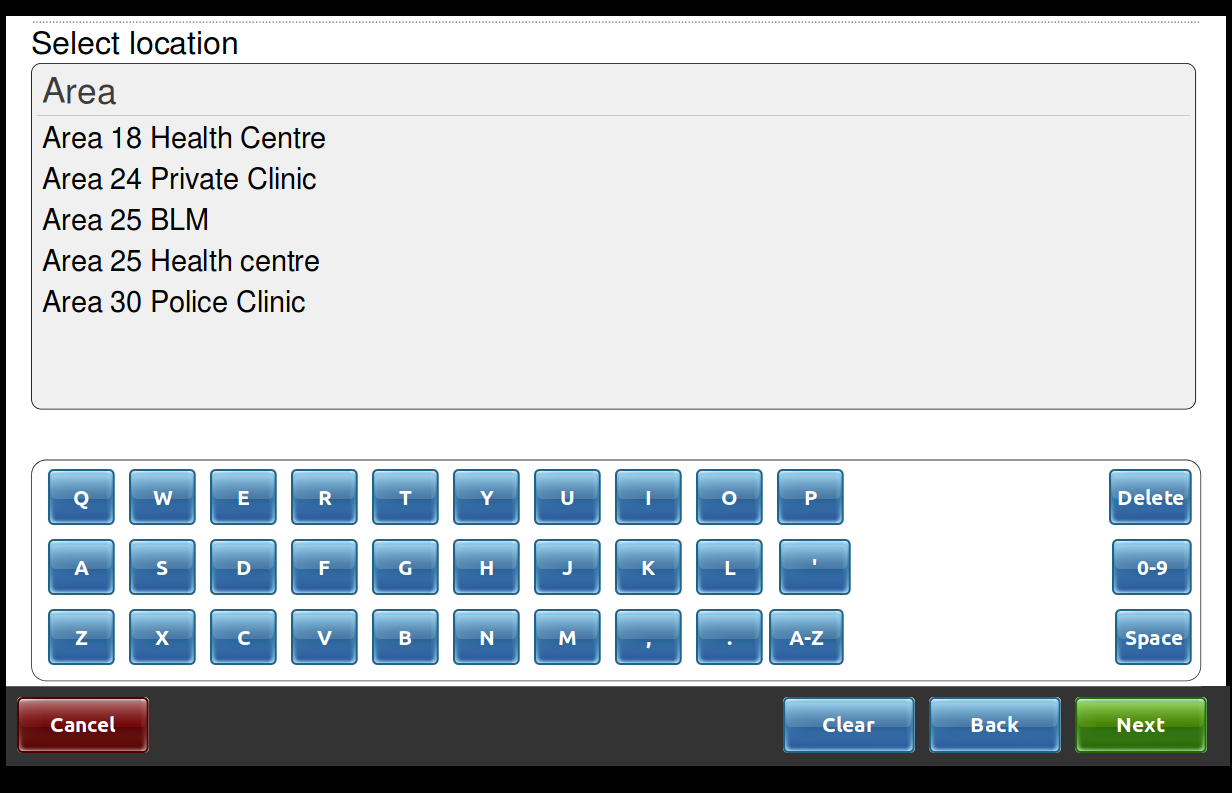 Select location
Area
Area 18 Health Centre
Area 24 Private Clinic
Area 25 BLM
Area 25 Health centre
Area 30 Police Clinic
Q W E R T Y U I O P Delete
A S D F G H J K L ' 0-9
Z X C V B N M , . A-Z Space
Cancel Clear Back Next